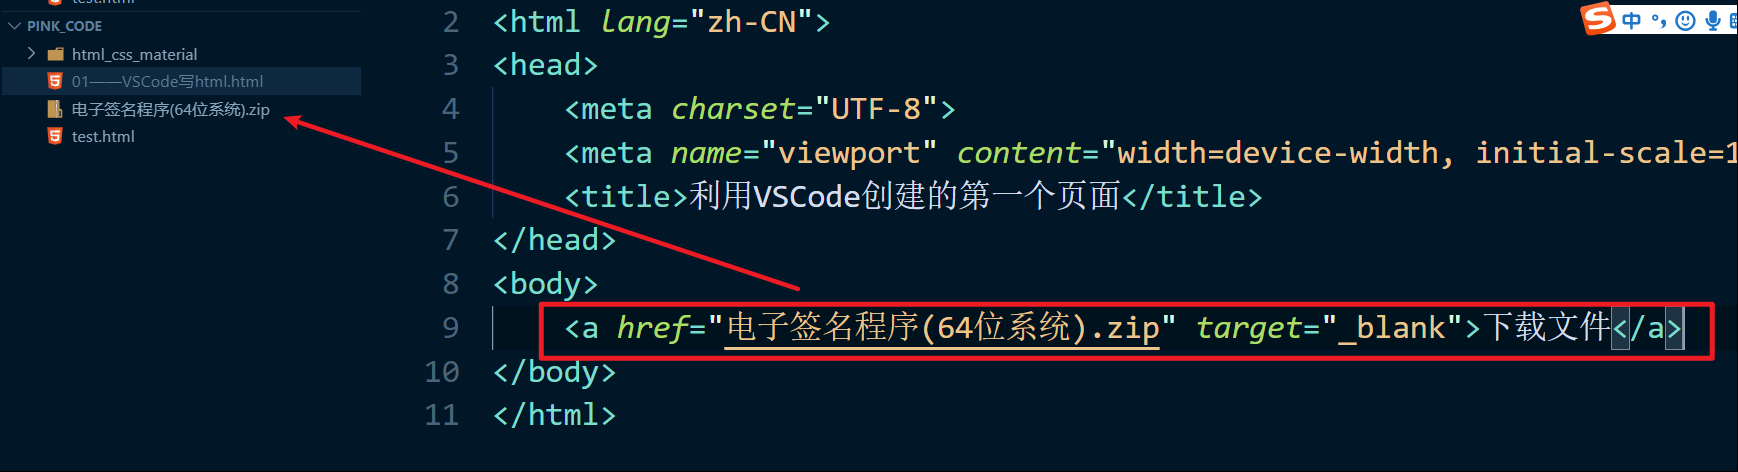 test.html
PINK_CODE
html_css_material
01——VSCode写html.html
电子签名程序(64位系统).zip
test.html
2 <html lang="zh-CN">
3 <head>
4 <meta charset="UTF-8">
5 <meta name="viewport" content="width=device-width, initial-scale=1
6 <title>利用VSCode创建的第一个页面</title>
7 </head>
8 <body>
9 <a href="电子签名程序(64位系统).zip" target="_blank">下载文件</a>
10 </body>
11 </html>
S 中 °,